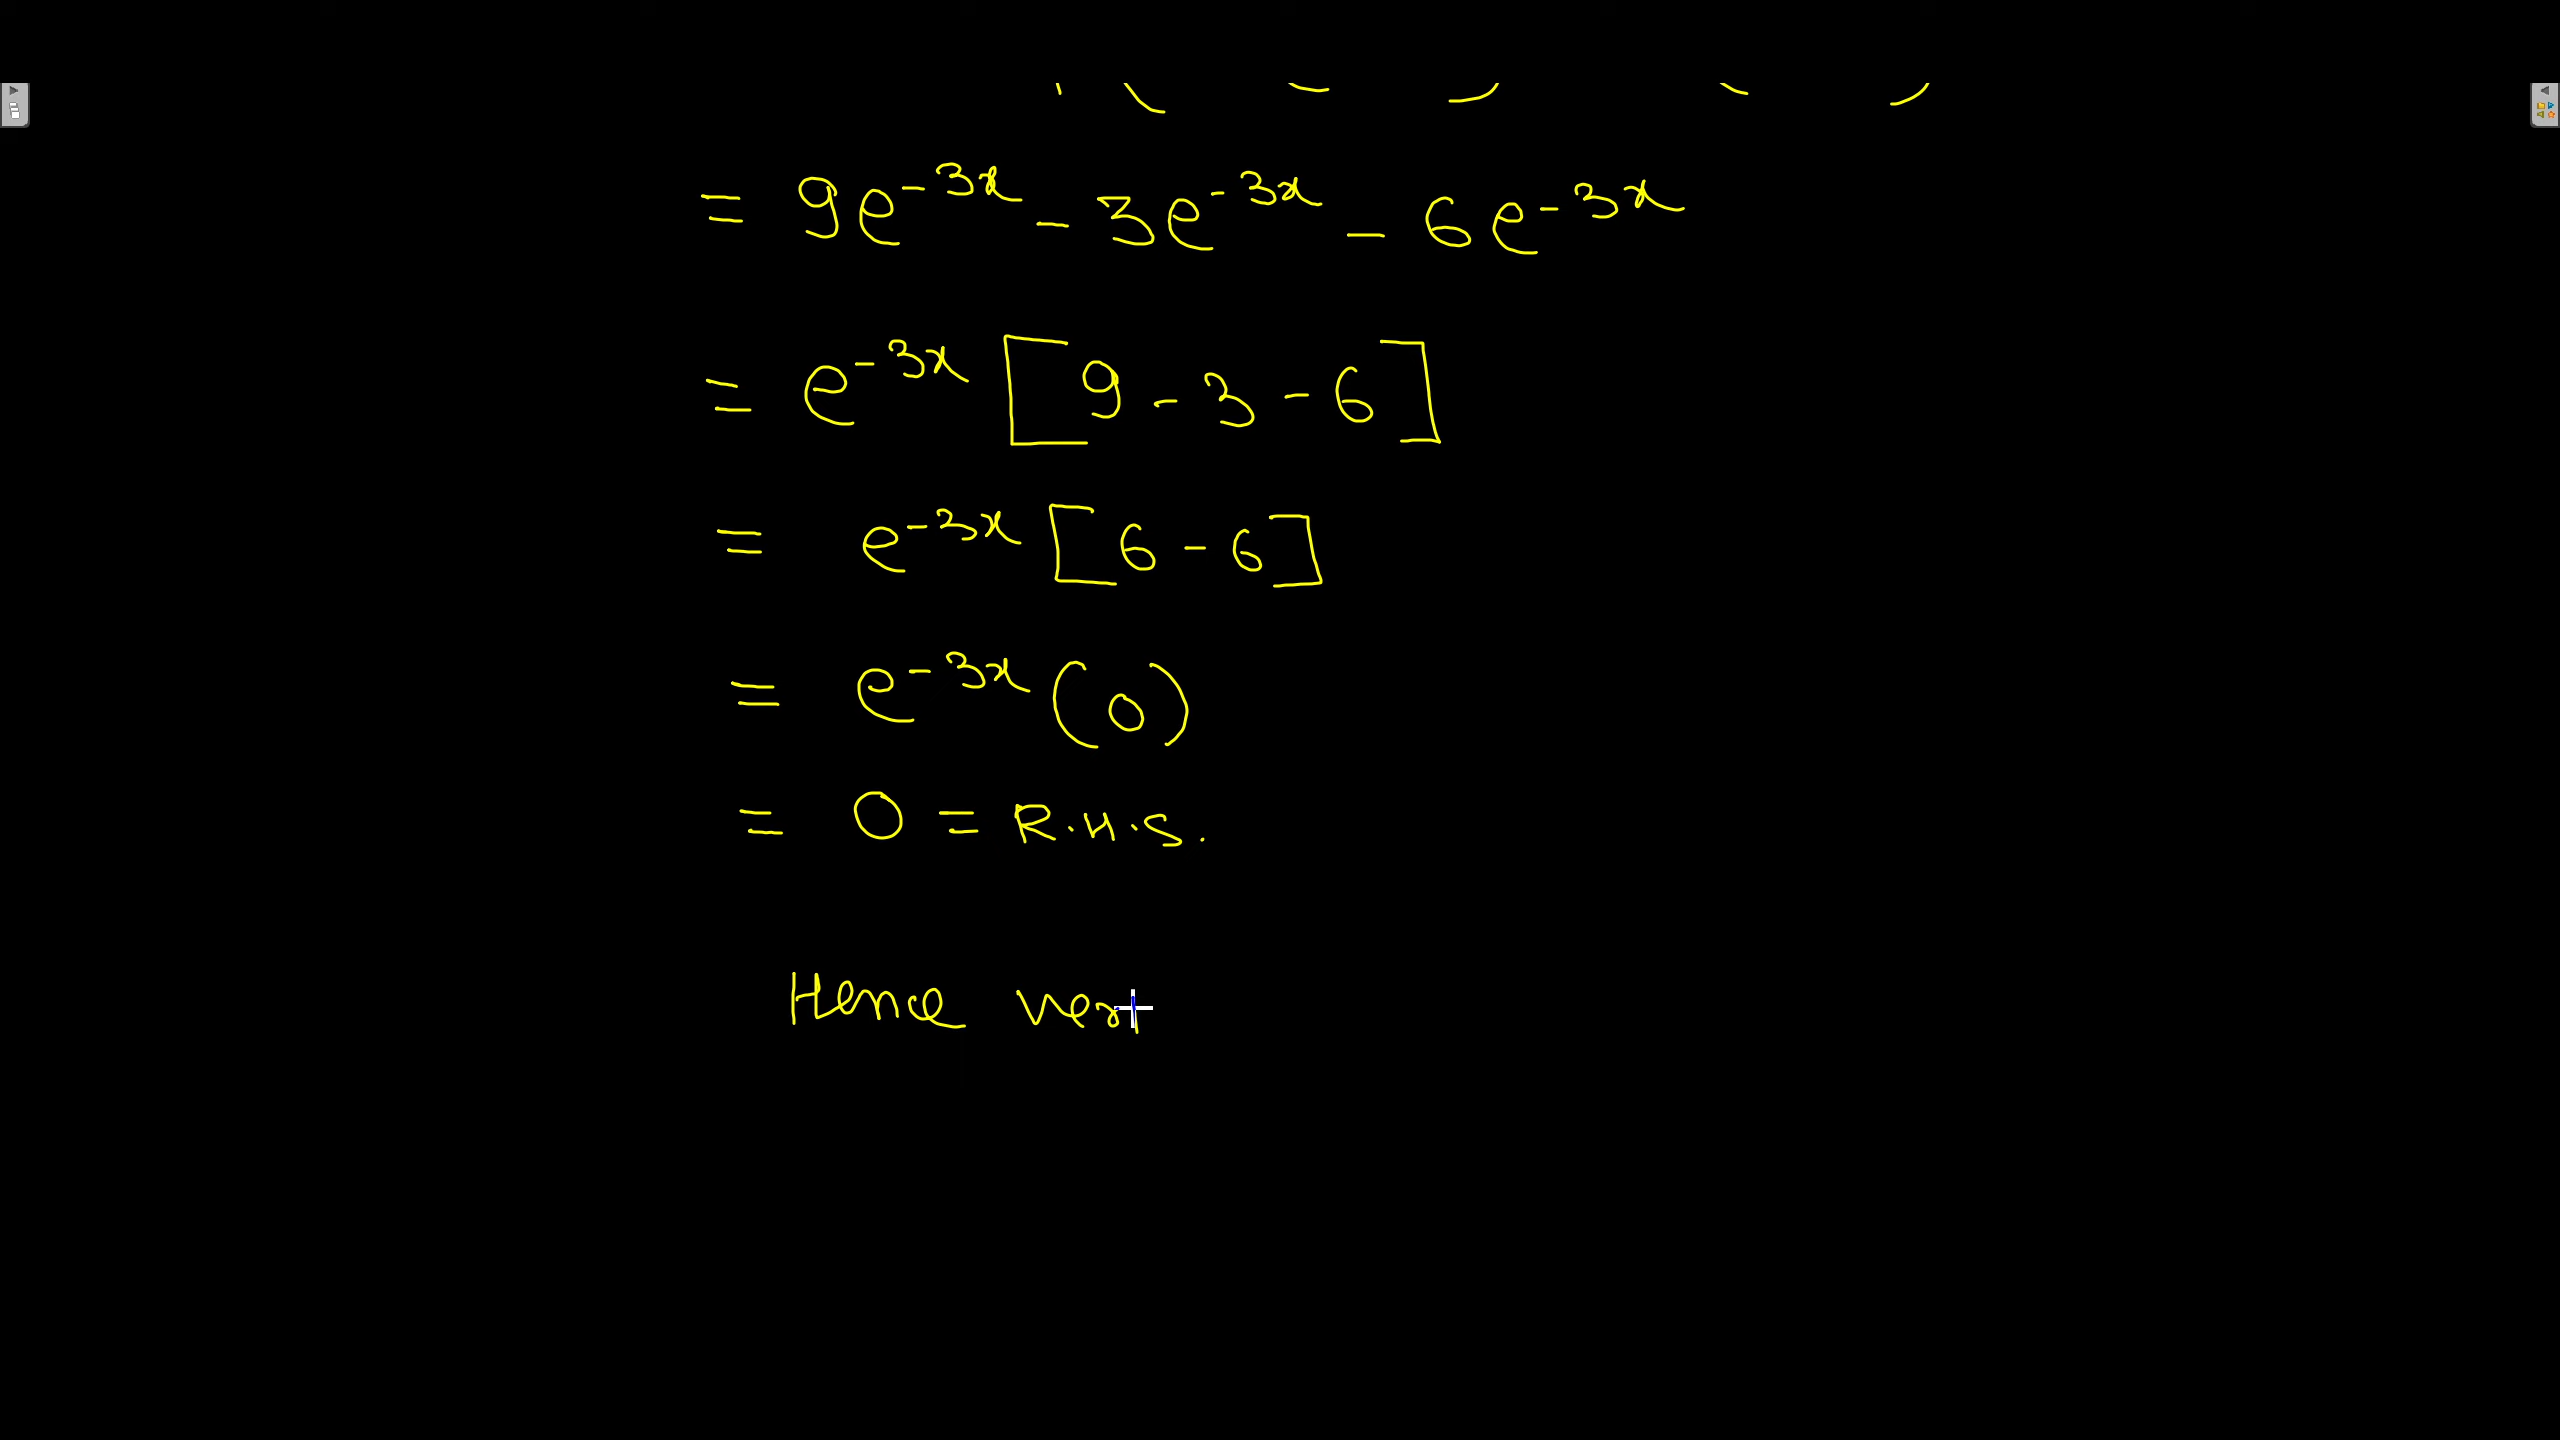 = 9e^{-3x} - 3e^{-3x} - 6e^{-3x}
= e^{-3x} [9 - 3 - 6]
= e^{-3x} [6 - 6]
= e^{-3x} (0)
= 0 = R.H.S.
Hence ver